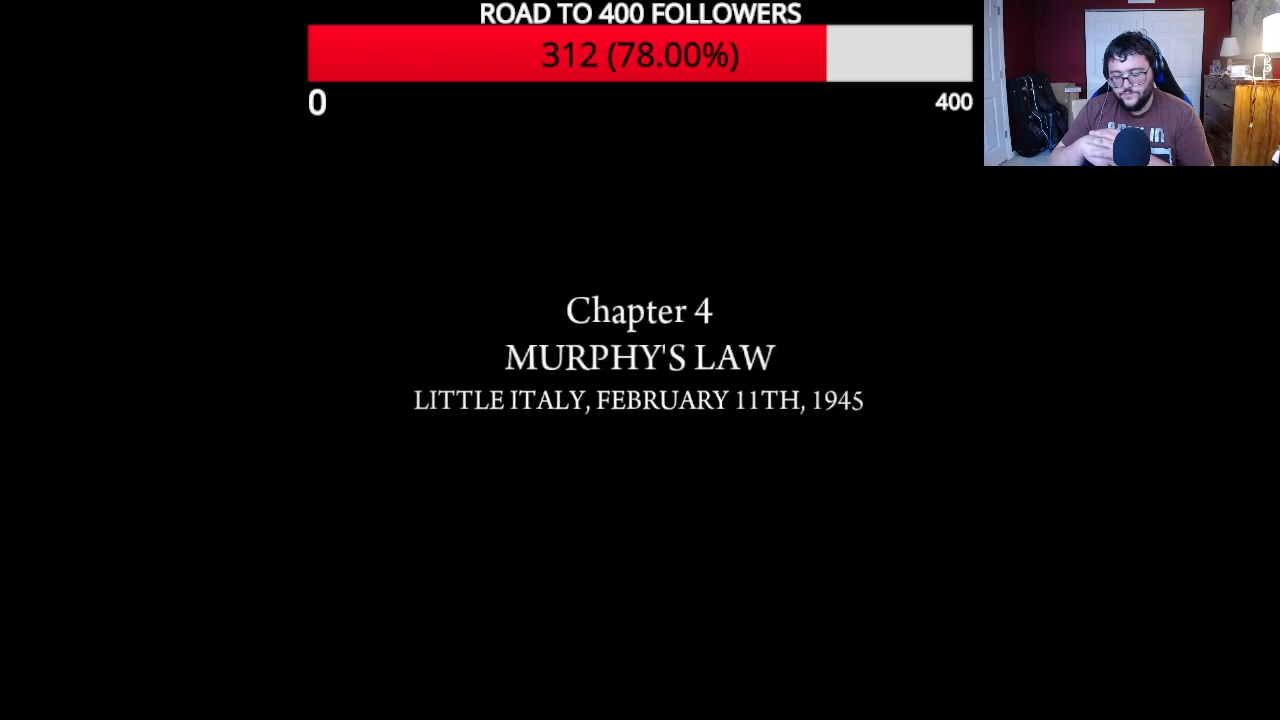 ROAD TO 400 FOLLOWERS
312 (78.00%)
0
400
Chapter 4
MURPHY'S LAW
LITTLE ITALY, FEBRUARY 11TH, 1945